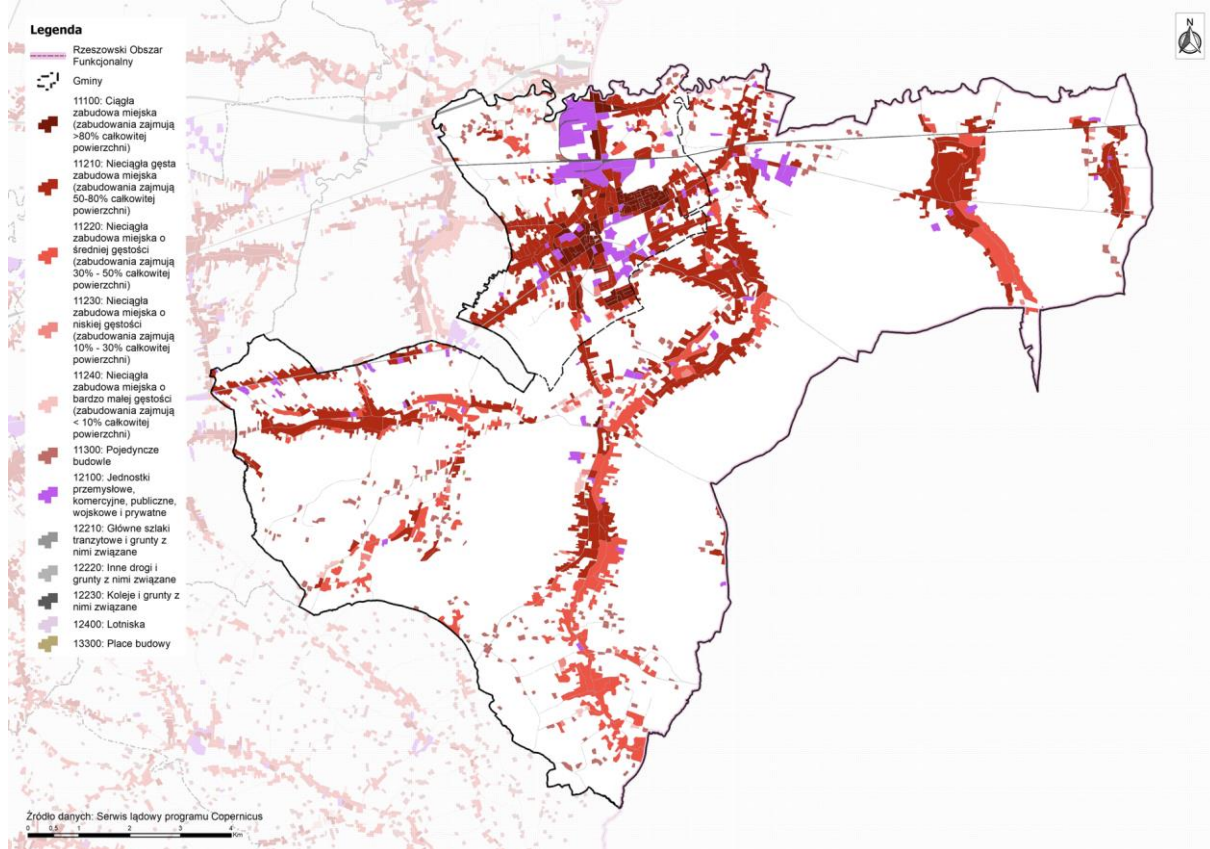 Legenda
Rzeszowski Obszar
Funkcjonalny
Gminy
11100: Ciągła
zabudowa miejska
(zabudowania zajmują
>80% całkowitej
powierzchni)
11210: Nieciągła gęsta
zabudowa miejska
(zabudowania zajmują
50-80% całkowitej
powierzchni)
11220: Nieciągła
zabudowa miejska o
średniej gęstości
(zabudowania zajmują
30% - 50% całkowitej
powierzchni)
11230: Nieciągła
zabudowa miejska o
niskiej gęstości
(zabudowania zajmują
10% - 30% całkowitej
powierzchni)
11240: Nieciągła
zabudowa miejska o
bardzo małej gęstości
(zabudowania zajmują
< 10% całkowitej
powierzchni)
11300: Pojedyncze
budowle
12100: Jednostki
przemysłowe,
komercyjne, publiczne,
wojskowe i prywatne
12210: Główne szlaki
tranzytowe i grunty z
nimi związane
12220: Inne drogi i
grunty z nimi związane
12230: Koleje i grunty z
nimi związane
12400: Lotniska
13300: Place budowy
Źródło danych: Serwis lądowy programu Copernicus
0 0,5 1 2 3 4
Km
N